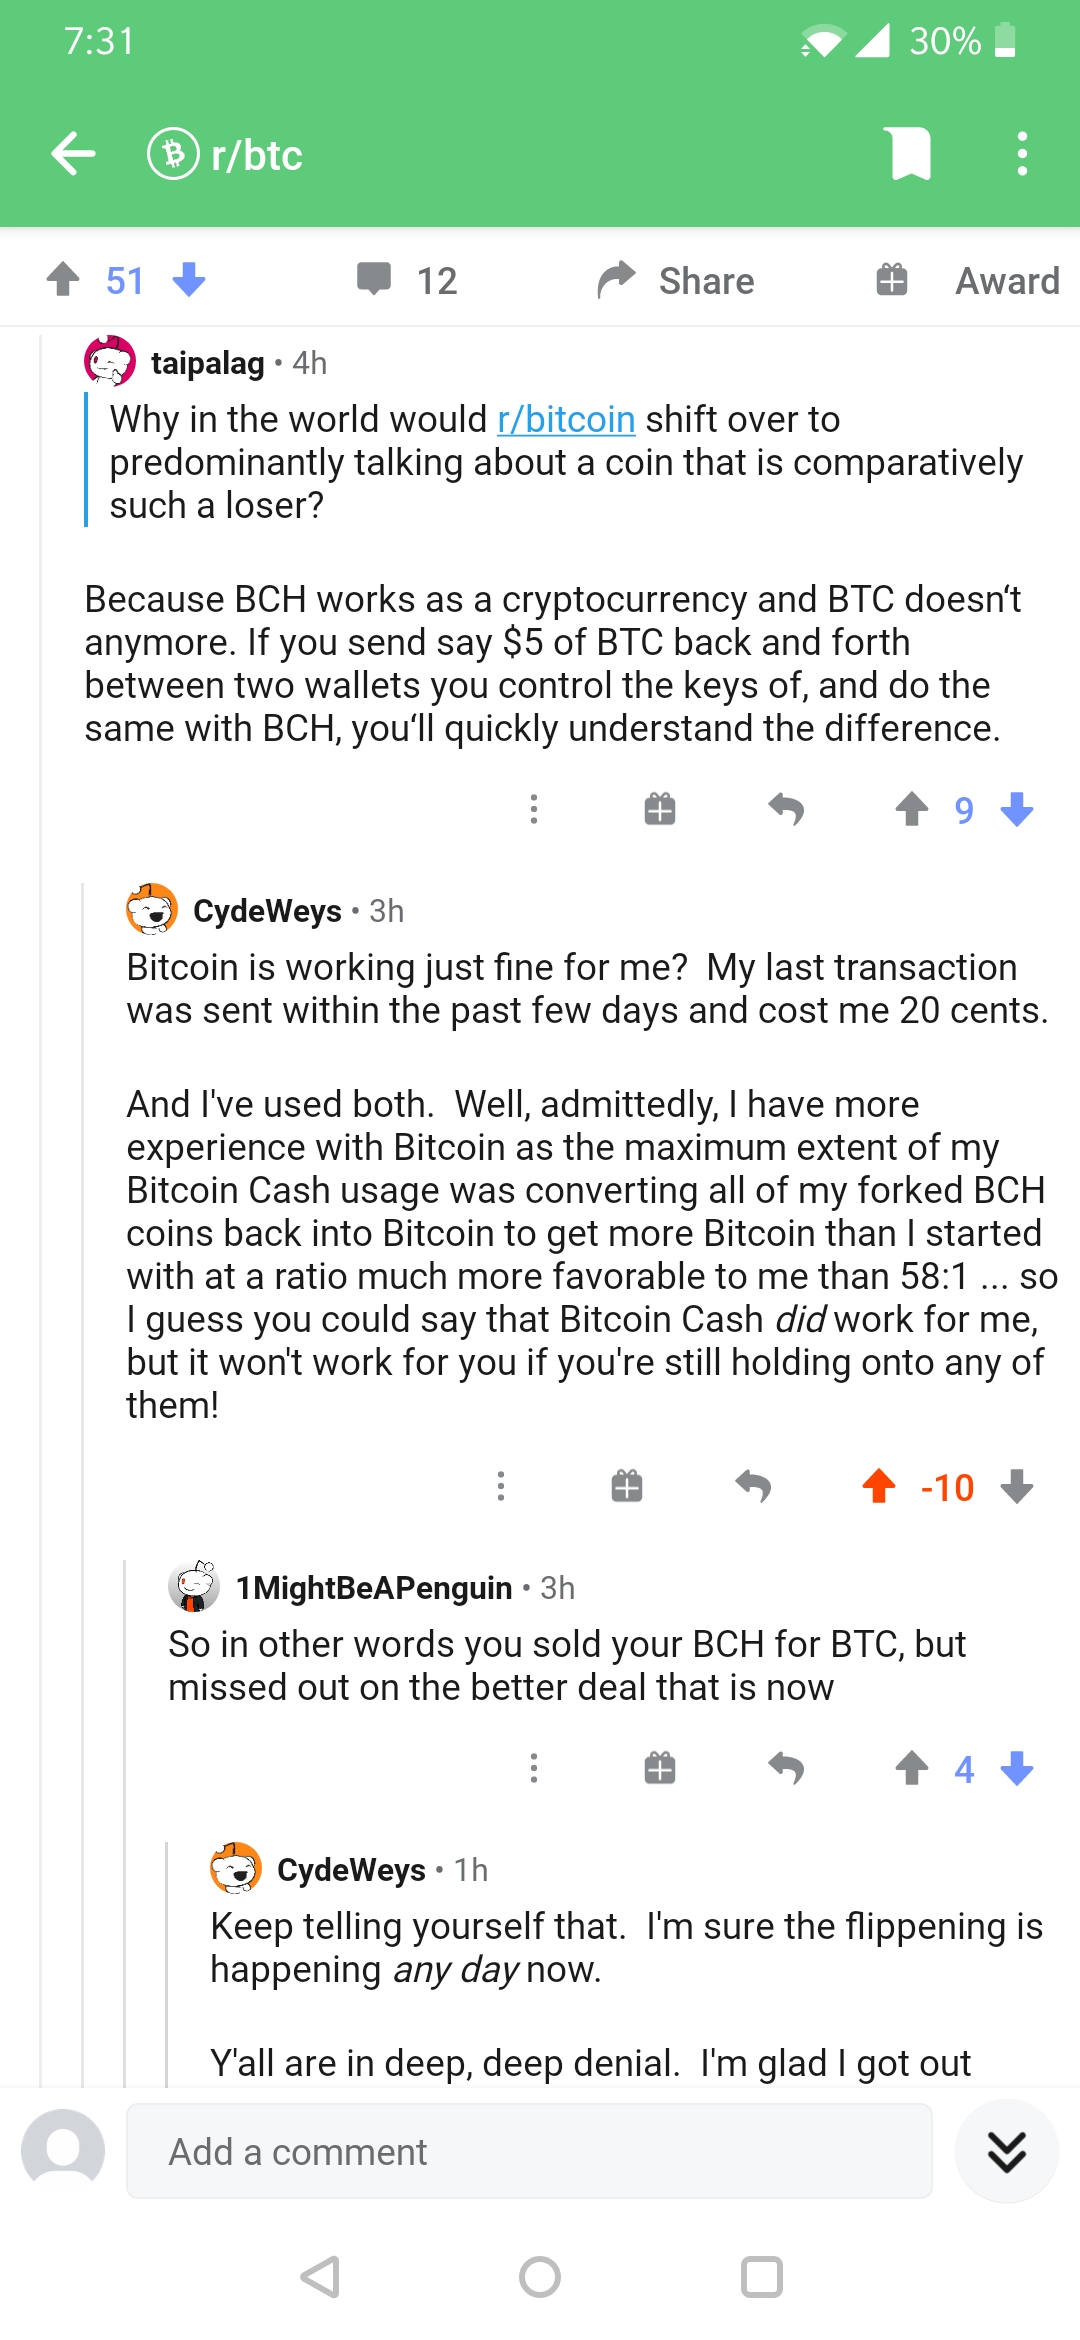 7:31
30%
r/btc
51
12
Share
Award
taipalag • 4h
Why in the world would r/bitcoin shift over to
predominantly talking about a coin that is comparatively
such a loser?
Because BCH works as a cryptocurrency and BTC doesn‘t
anymore. If you send say $5 of BTC back and forth
between two wallets you control the keys of, and do the
same with BCH, you‘ll quickly understand the difference.
9
CydeWeys • 3h
Bitcoin is working just fine for me?  My last transaction
was sent within the past few days and cost me 20 cents.
And I've used both.  Well, admittedly, I have more
experience with Bitcoin as the maximum extent of my
Bitcoin Cash usage was converting all of my forked BCH
coins back into Bitcoin to get more Bitcoin than I started
with at a ratio much more favorable to me than 58:1 ... so
I guess you could say that Bitcoin Cash did work for me,
but it won't work for you if you're still holding onto any of
them!
-10
1MightBeAPenguin • 3h
So in other words you sold your BCH for BTC, but
missed out on the better deal that is now
4
CydeWeys • 1h
Keep telling yourself that.  I'm sure the flippening is
happening any day now.
Y'all are in deep, deep denial.  I'm glad I got out
Add a comment